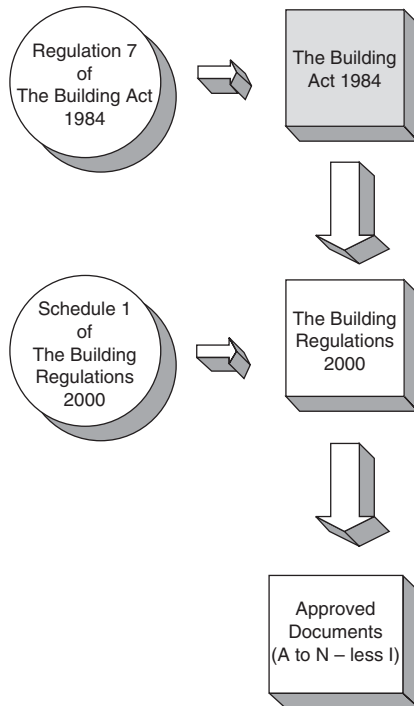 Regulation 7
of
The Building Act
1984
The Building
Act 1984
Schedule 1
of
The Building
Regulations
2000
The Building
Regulations
2000
Approved
Documents
(A to N – less I)